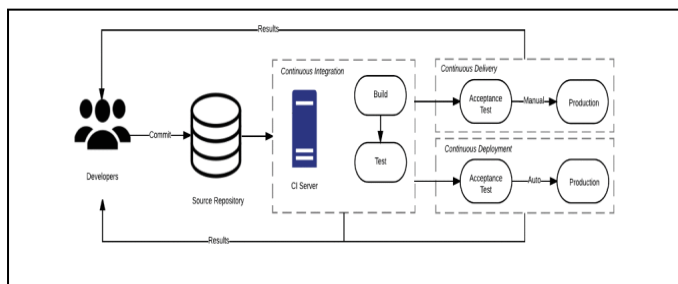 Results
Continuous Integration
Continuous Delivery
Build
Acceptance
Test
Manual
Production
Commit
Test
Continuous Deployment
Developers
CI Server
Acceptance
Test
Auto
Production
Source Repository
Results